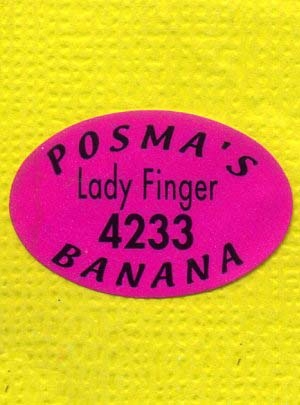 POSMA'S
Lady Finger
4233
BANANA